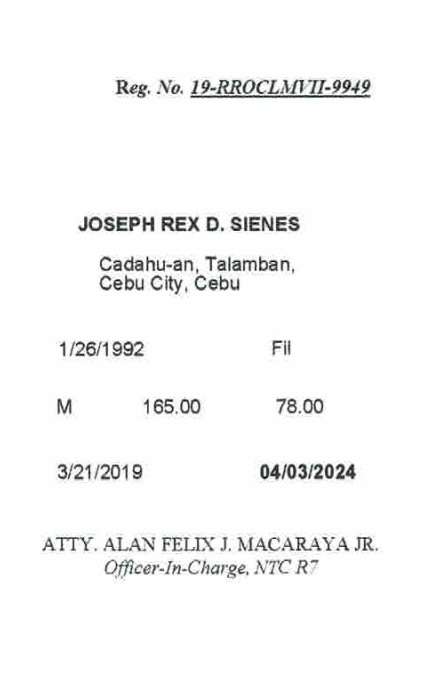 Reg. No. 19-RROCLMVII-9949
JOSEPH REX D. SIENES
Cadahu-an, Talamban,
Cebu City, Cebu
1/26/1992 Fil
M 165.00 78.00
3/21/2019 04/03/2024
ATTY. ALAN FELIX J. MACARAYA JR.
Officer-In-Charge, NTC R7